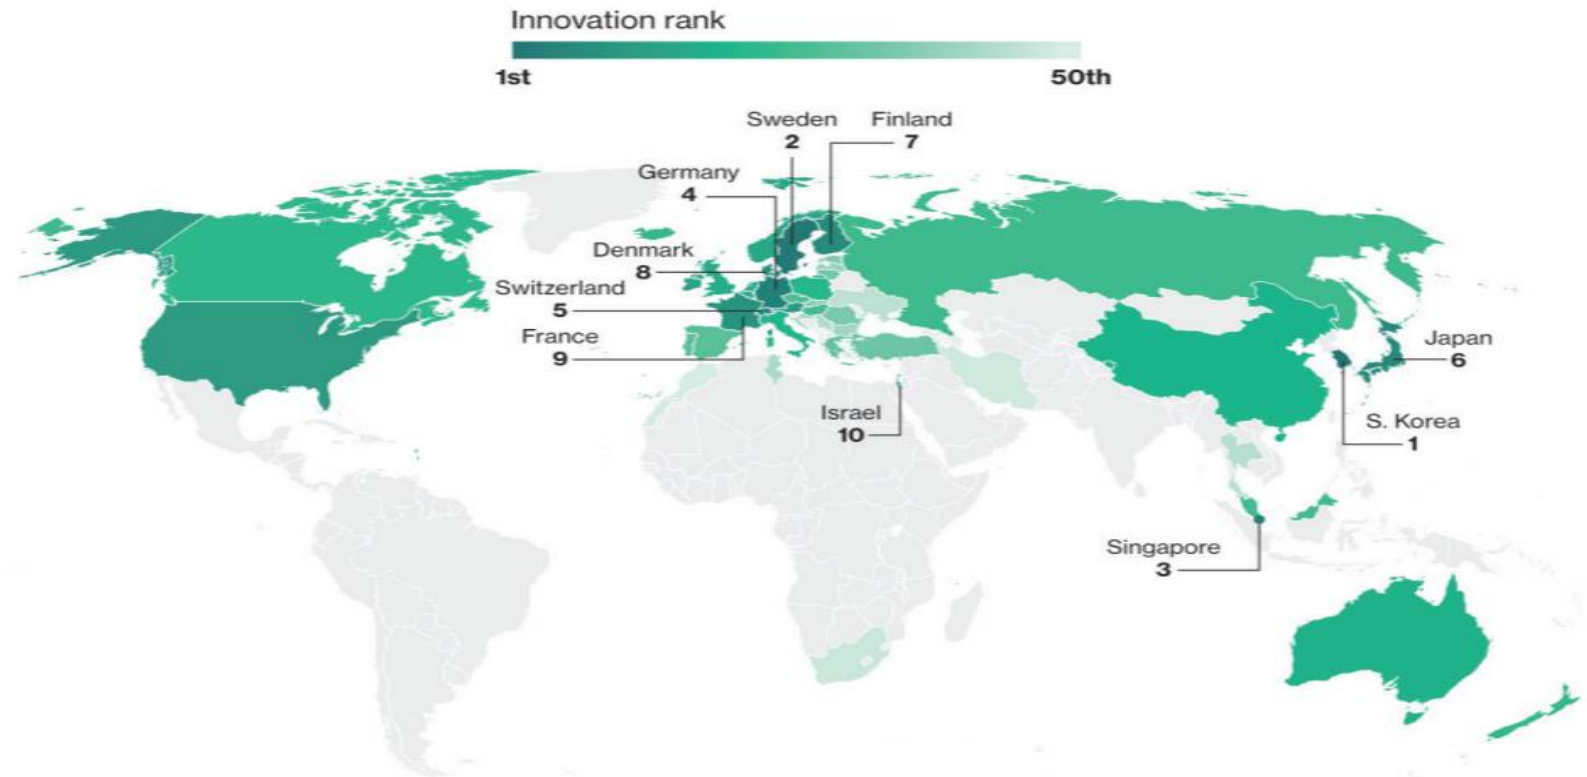 Innovation rank
1st
50th
Sweden
2
Finland
7
Germany
4
Denmark
8
Switzerland
5
France
9
Japan
6
Israel
10
S. Korea
1
Singapore
3